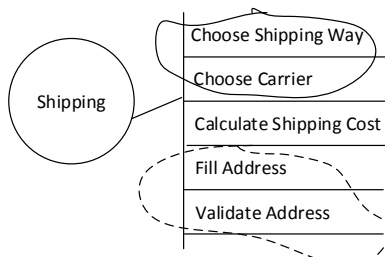 Choose Shipping Way
Choose Carrier
Shipping
Calculate Shipping Cost
Fill Address
Validate Address